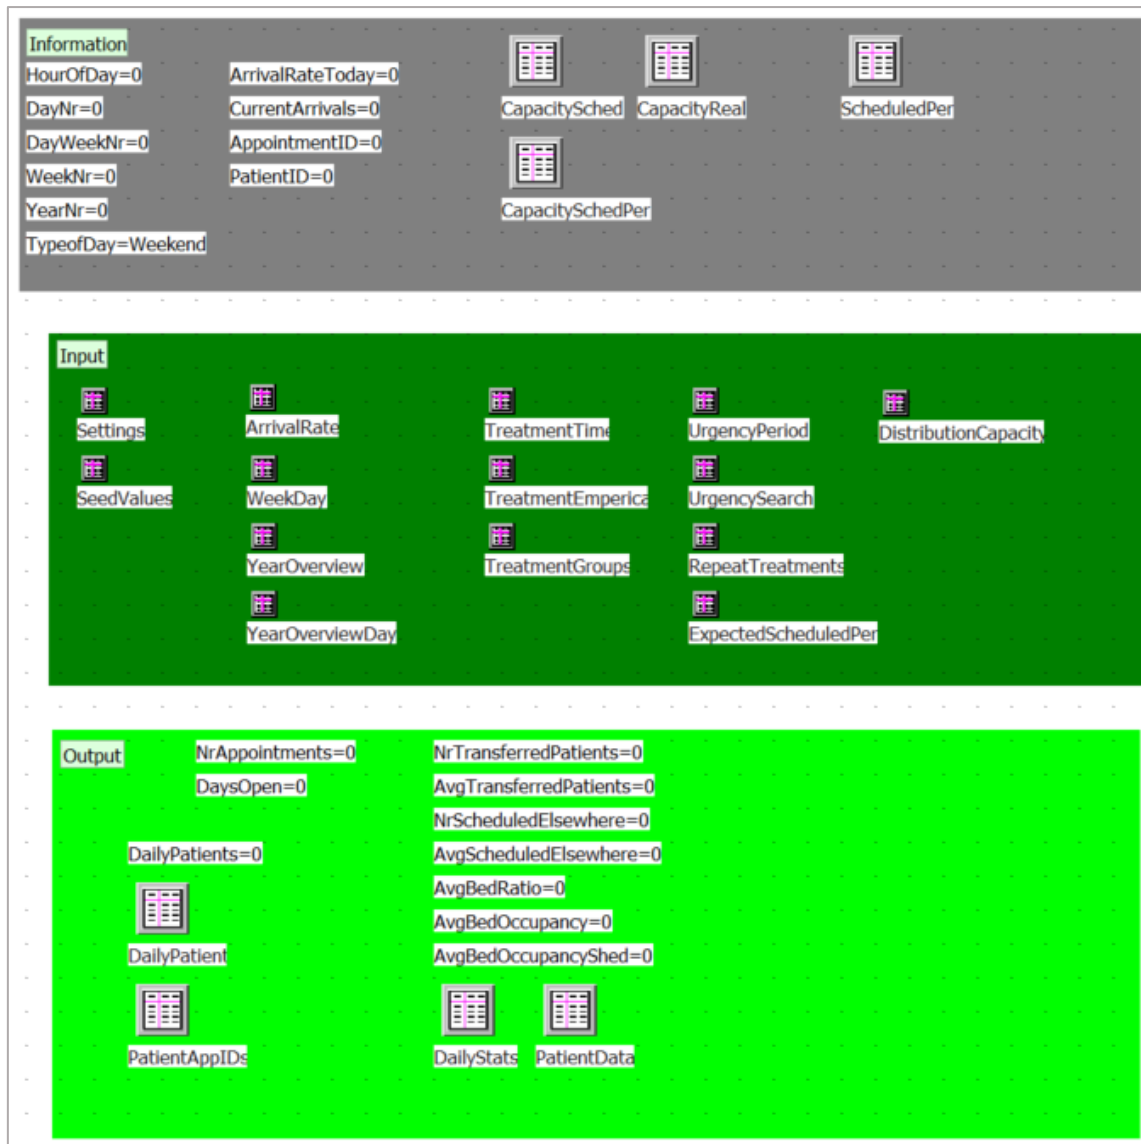 Information
HourOfDay=0
ArrivalRateToday=0
DayNr=0
CurrentArrivals=0
CapacitySched
CapacityReal
ScheduledPer
DayWeekNr=0
AppointmentID=0
WeekNr=0
PatientID=0
YearNr=0
CapacitySchedPer
TypeofDay=Weekend
Input
Settings
ArrivalRate
TreatmentTime
UrgencyPeriod
DistributionCapacity
SeedValues
WeekDay
TreatmentEmperica
UrgencySearch
YearOverview
TreatmentGroups
RepeatTreatments
YearOverviewDay
ExpectedScheduledPer
Output
NrAppointments=0
NrTransferredPatients=0
DaysOpen=0
AvgTransferredPatients=0
NrScheduledElsewhere=0
DailyPatients=0
AvgScheduledElsewhere=0
AvgBedRatio=0
AvgBedOccupancy=0
DailyPatient
AvgBedOccupancyShed=0
PatientAppIDs
DailyStats
PatientData